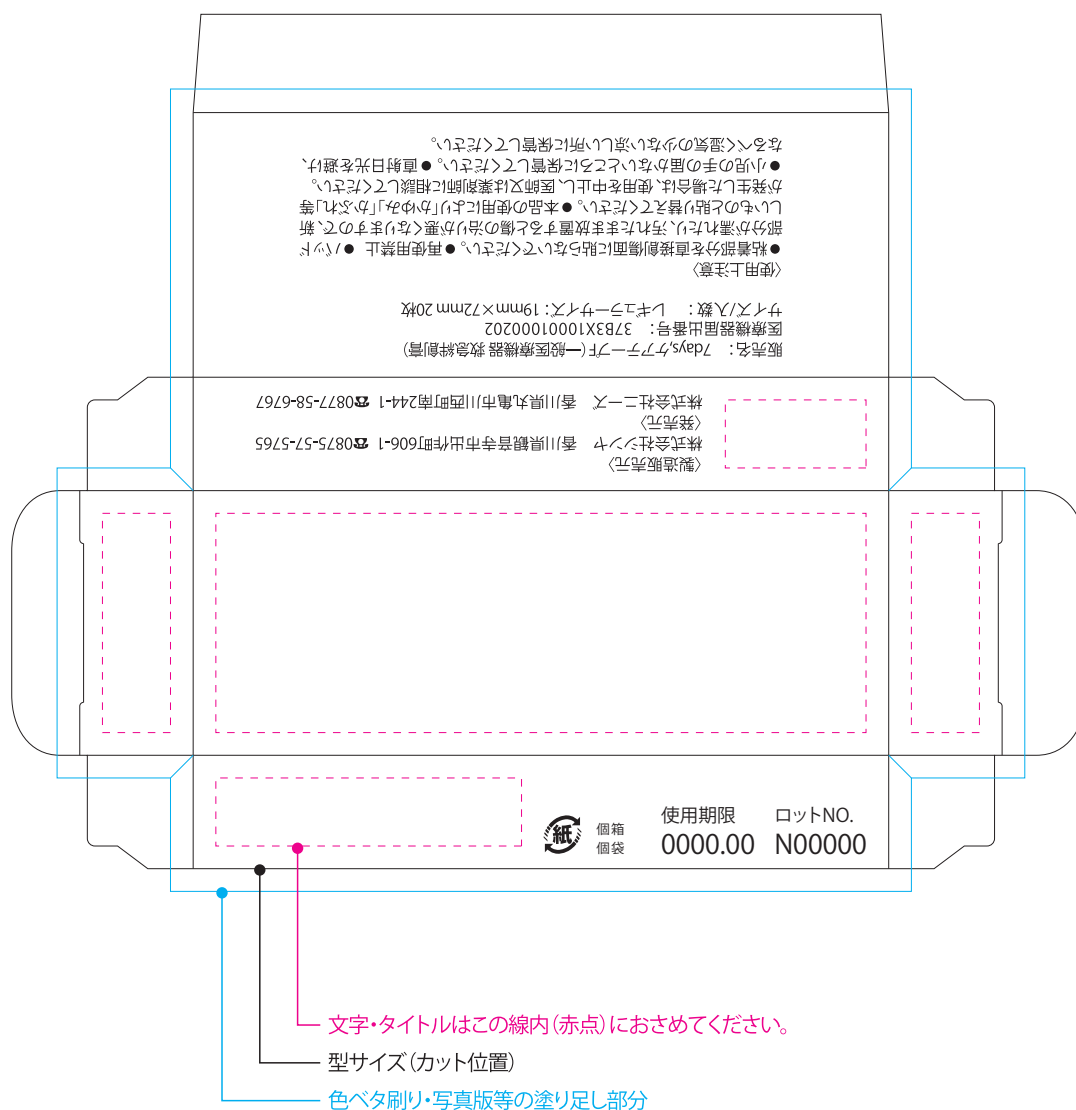 販売名： 7days,ケアテープF(一般医療機器 救急絆創膏)
医療機器届出番号： 37B3X10001000202
サイズ/入数： レギュラーサイズ：19mm×72mm 20枚
〈使用上注意〉
●粘着部分を直接創傷面に貼らないでください。●再使用禁止 ●パッド
部分が濡れたり、汚れたまま放置すると傷の治りが悪くなりますので、新
しいものと貼り替えてください。●本品の使用により「かゆみ」「かぶれ」等
が発生した場合は、使用を中止し、医師又は薬剤師に相談してください。
●小児の手の届かないところに保管してください。●直射日光を避け、
なるべく湿気の少ない涼しい所に保管してください。
〈製造販売元〉
株式会社シンヤ 香川県観音寺市出作町606-1 ☎0875-57-5765
〈発売元〉
株式会社ニーズ 香川県丸亀市川西町南244-1 ☎0877-58-6767
紙
個箱
個袋
使用期限
0000.00
ロットNO.
N00000
文字・タイトルはこの線内(赤点)におさめてください。
型サイズ(カット位置)
色ベタ刷り・写真版等の塗り足し部分